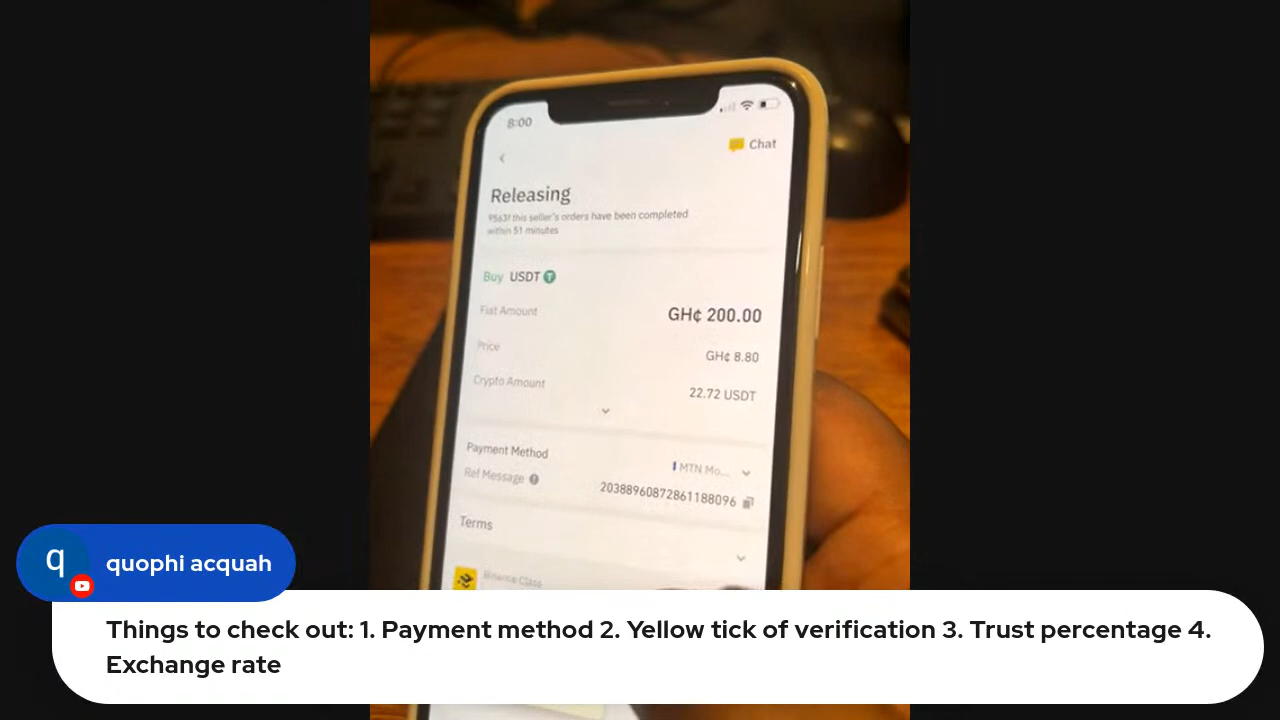 8:00
Chat
Releasing
this seller's orders have been completed
within 51 minutes
Buy USDT
Fiat Amount
GH¢ 200.00
Price
GH¢ 8.80
Crypto Amount
22.72 USDT
Payment Method
MTN Mo...
Ref Message
20388960872861188096
Terms
Binance Class
q
quophi acquah
Things to check out: 1. Payment method 2. Yellow tick of verification 3. Trust percentage 4.
Exchange rate